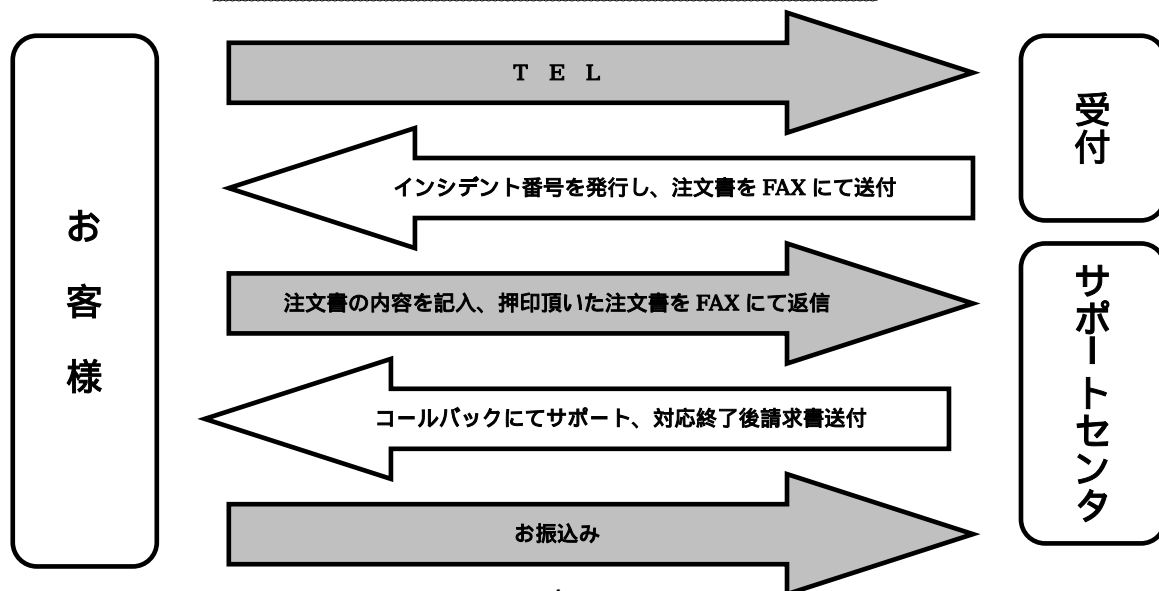 お客様
T E L
受付
インシデント番号を発行し、注文書を FAX にて送付
注文書の内容を記入、押印頂いた注文書を FAX にて返信
サポートセンタ
コールバックにてサポート、対応終了後請求書送付
お振込み